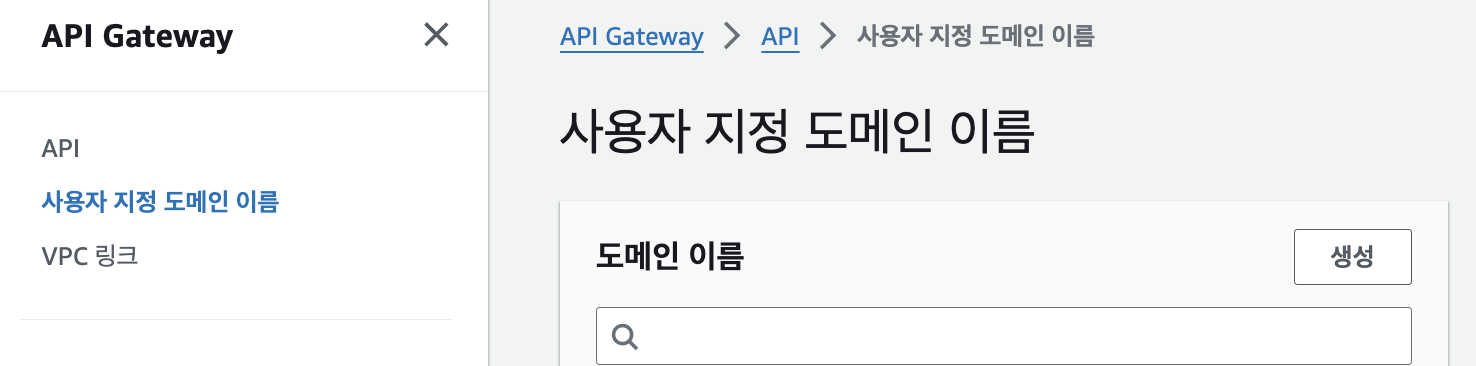 API Gateway
API
사용자 지정 도메인 이름
VPC 링크
API Gateway > API > 사용자 지정 도메인 이름
사용자 지정 도메인 이름
도메인 이름
생성